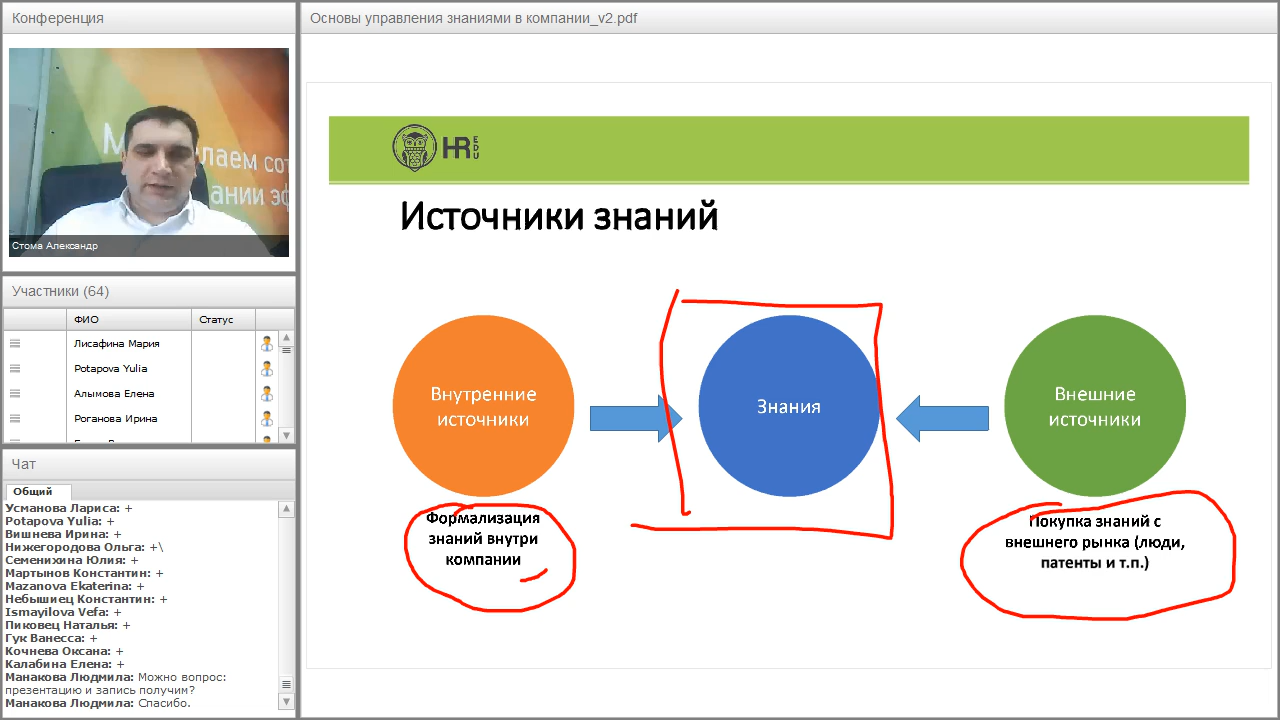 Конференция
М лаем сот
ании эф
Стома Александр
Участники (64)
ФИО Статус
Лисафина Мария
Potapova Yulia
Алымова Елена
Роганова Ирина
Чат
Общий
Усманова Лариса: +
Potapova Yulia: +
Вишнева Ирина: +
Нижегородова Ольга: +\
Семенихина Юлия: +
Мартынов Константин: +
Mazanova Ekaterina: +
Небышиец Константин: +
Ismayilova Vefa: +
Пиковец Наталья: +
Гук Ванесса: +
Кочнева Оксана: +
Калабина Елена: +
Манакова Людмила: Можно вопрос:
презентацию и запись получим?
Манакова Людмила: Спасибо.
Основы управления знаниями в компании_v2.pdf
HR EDU
Источники знаний
Внутренние
источники
Знания
Внешние
источники
Формализация
знаний внутри
компании
Покупка знаний с
внешнего рынка (люди,
патенты и т.п.)